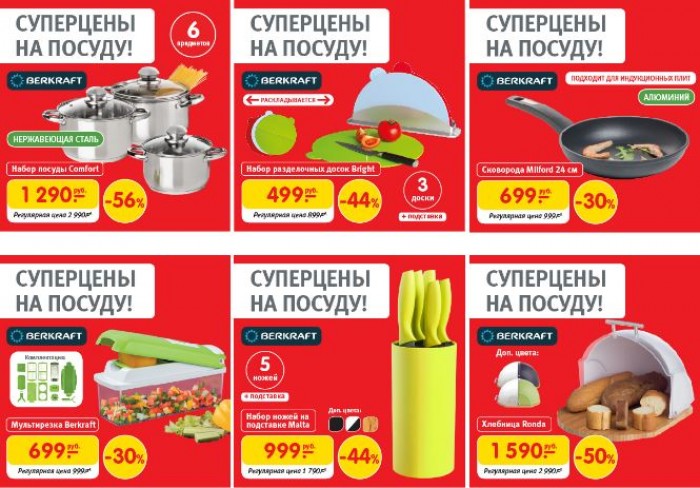 СУПЕРЦЕНЫ
НА ПОСУДУ!
6
предметов
BERKRAFT
НЕРЖАВЕЮЩАЯ СТАЛЬ
Набор посуды Comfort
1 290.- руб.
-56%
Регулярная цена 2 990.₽
СУПЕРЦЕНЫ
НА ПОСУДУ!
BERKRAFT
РАСКЛАДЫВАЕТСЯ
Набор разделочных досок Bright
499.- руб.
-44%
Регулярная цена 899.₽
3
доски
+ подставка
СУПЕРЦЕНЫ
НА ПОСУДУ!
BERKRAFT
ПОДХОДИТ ДЛЯ ИНДУКЦИОННЫХ ПЛИТ
АЛЮМИНИЙ
Сковорода Milford 24 см
699.- руб.
-30%
Регулярная цена 999.₽
СУПЕРЦЕНЫ
НА ПОСУДУ!
BERKRAFT
Комплектация:
Мультирезка Berkraft
699.- руб.
-30%
Регулярная цена 999.₽
СУПЕРЦЕНЫ
НА ПОСУДУ!
BERKRAFT
5
ножей
+ подставка
Набор ножей на
подставке Malta
Доп. цвета:
999.- руб.
-44%
Регулярная цена 1 790.₽
СУПЕРЦЕНЫ
НА ПОСУДУ!
BERKRAFT
Доп. цвета:
Хлебница Ronda
1 590.- руб.
-50%
Регулярная цена 2 990.₽